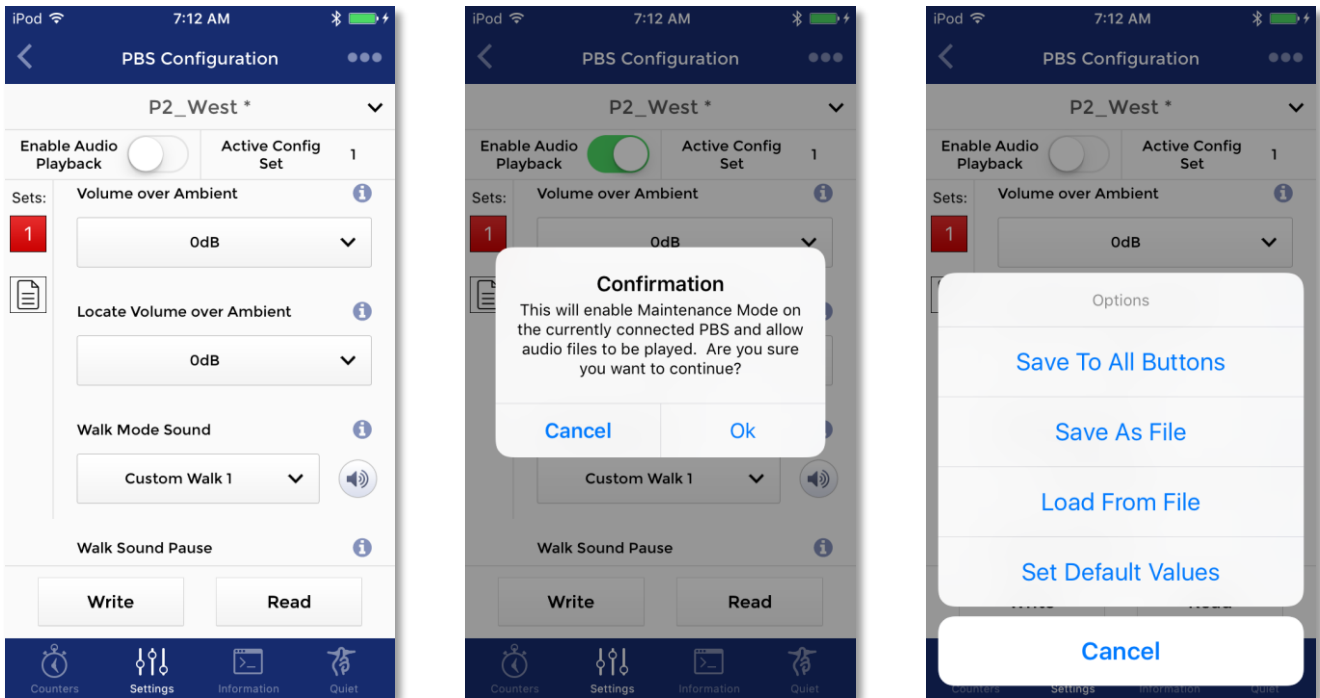 iPod 7:12 AM
PBS Configuration
P2_West *
Enable Audio
Playback
Active Config
Set
1
Sets:
1
Volume over Ambient
0dB
Locate Volume over Ambient
0dB
Walk Mode Sound
Custom Walk 1
Walk Sound Pause
Write Read
Counters Settings Information Quiet
iPod 7:12 AM
PBS Configuration
P2_West *
Enable Audio
Playback
Active Config
Set
1
Sets:
1
Volume over Ambient
0dB
Confirmation
This will enable Maintenance Mode on
the currently connected PBS and allow
audio files to be played. Are you sure
you want to continue?
Cancel Ok
Custom Walk 1
Walk Sound Pause
Write Read
Counters Settings Information Quiet
iPod 7:12 AM
PBS Configuration
P2_West *
Enable Audio
Playback
Active Config
Set
1
Sets:
1
Volume over Ambient
0dB
Options
Save To All Buttons
Save As File
Load From File
Set Default Values
Cancel
Counters Settings Information Quiet